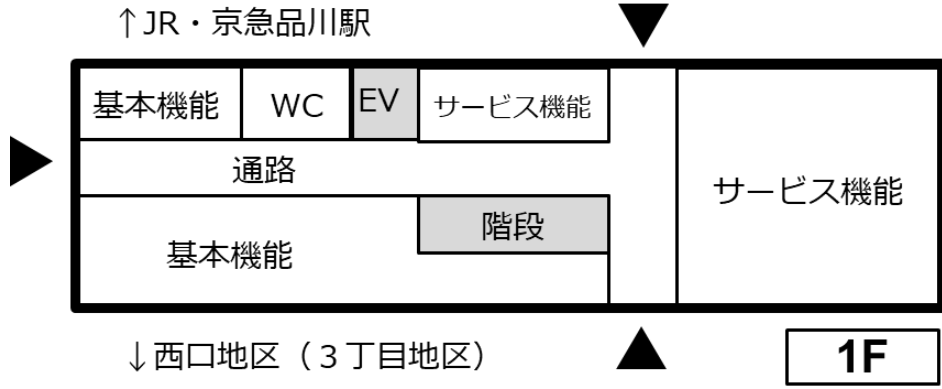 ↑JR・京急品川駅
基本機能
WC
EV
サービス機能
通路
サービス機能
階段
基本機能
↓西口地区（３丁目地区）
1F